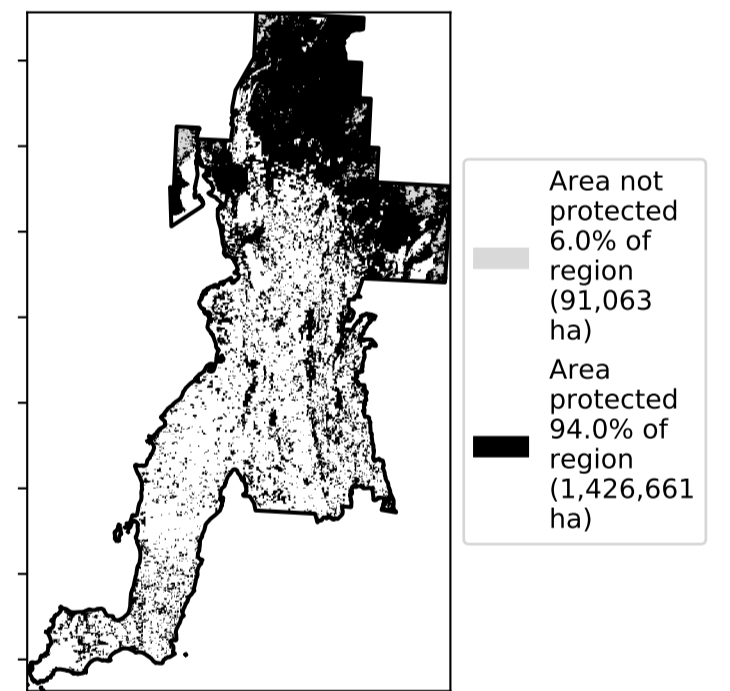 Area not
protected
6.0% of
region
(91,063
ha)
Area
protected
94.0% of
region
(1,426,661
ha)